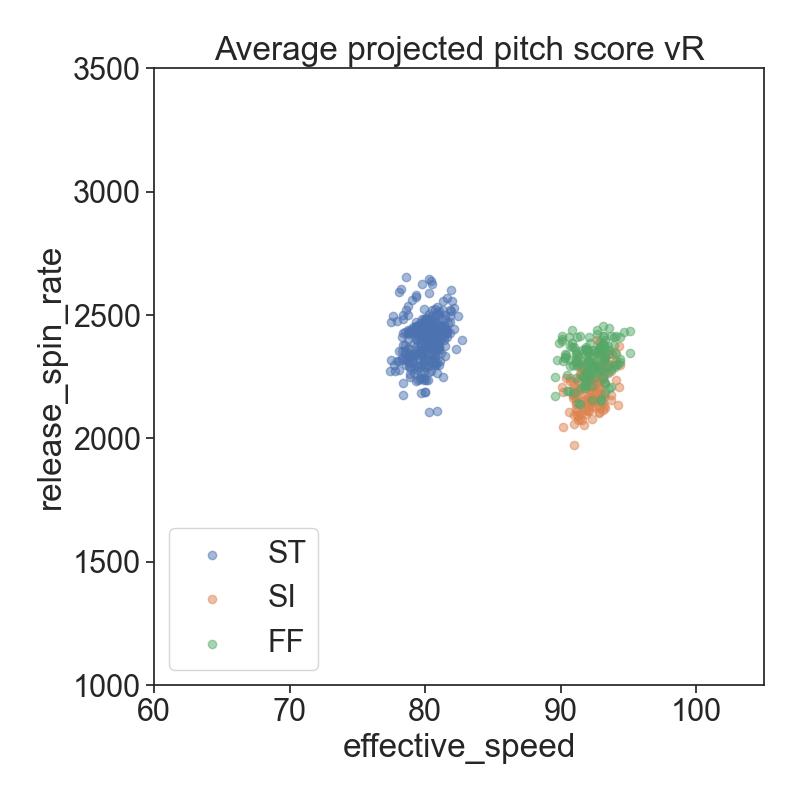 Average projected pitch score vR
3500
3000
2500
2000
1500
1000
release_spin_rate
ST
SI
FF
60 70 80 90 100
effective_speed